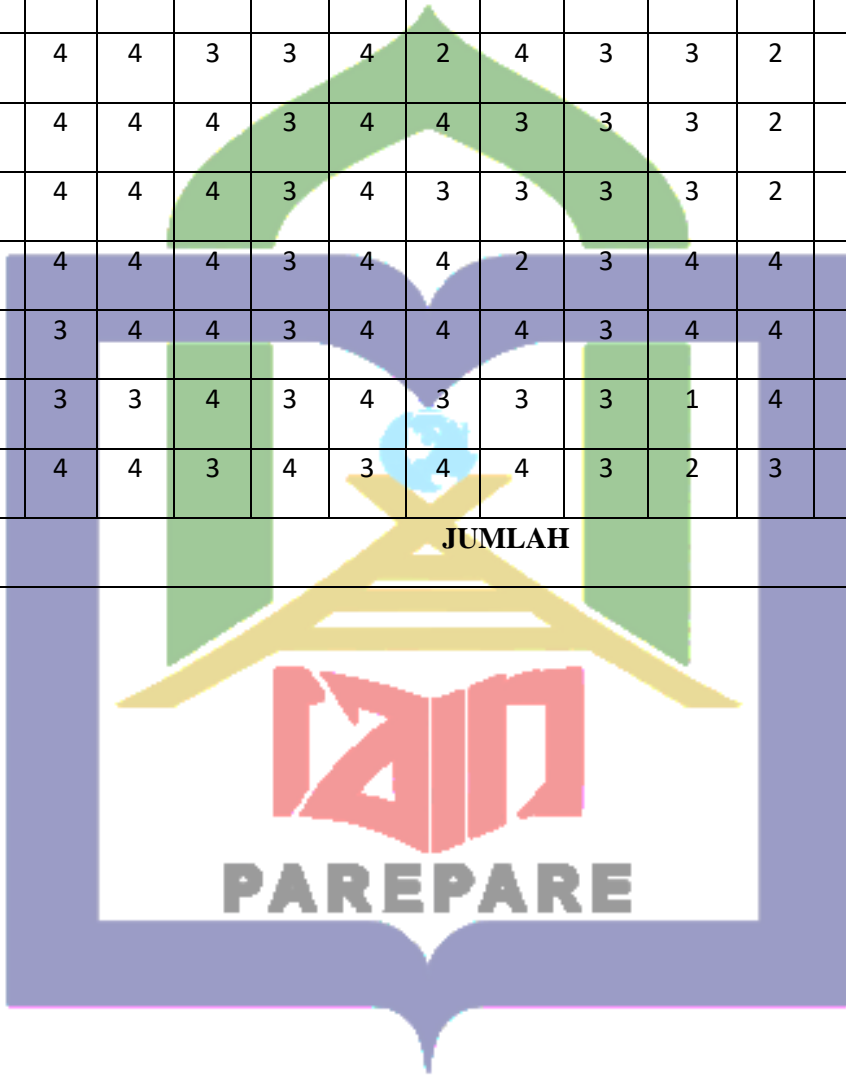 4 4 3 3 4 2 4 3 3 2
4 4 4 3 4 4 3 3 3 2
4 4 4 3 4 3 3 3 3 2
4 4 4 3 4 4 2 3 4 4
3 4 4 3 4 4 4 3 4 4
3 3 4 3 4 3 3 3 1 4
4 4 3 4 3 4 4 3 2 3
JUMLAH
iain
PAREPARE